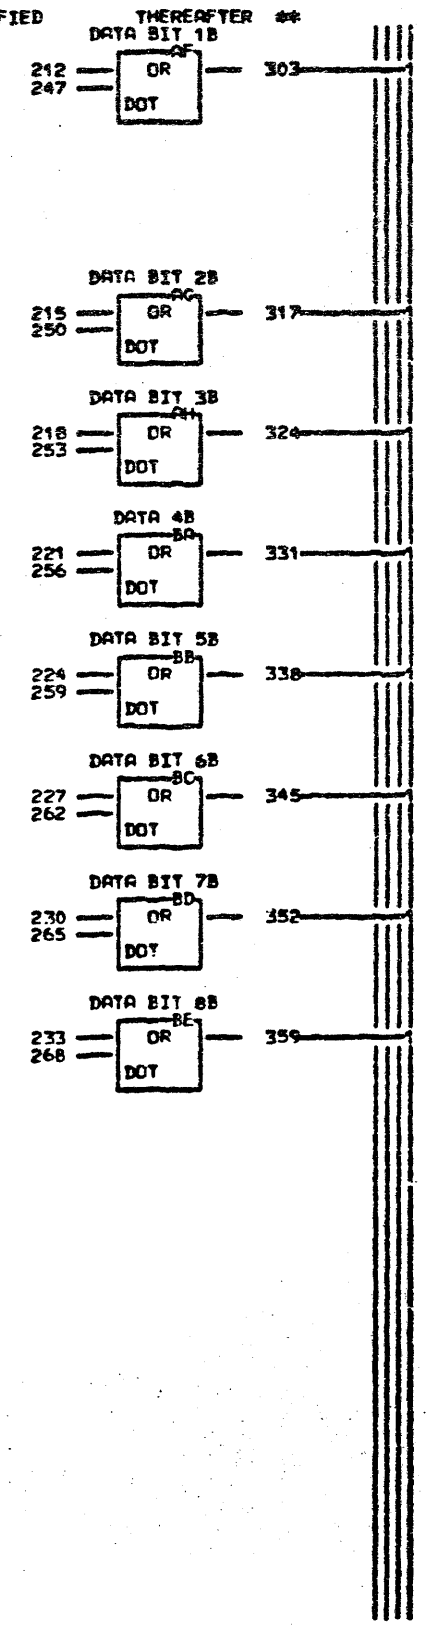 FIED THEREAFTER **
DATA BIT 1B
AF
212 OR 303
247
DOT
DATA BIT 2B
AG
215 OR 317
250
DOT
DATA BIT 3B
AH
218 OR 324
253
DOT
DATA 4B
BA
221 OR 331
256
DOT
DATA BIT 5B
BB
224 OR 338
259
DOT
DATA BIT 6B
BC
227 OR 345
262
DOT
DATA BIT 7B
BD
230 OR 352
265
DOT
DATA BIT 8B
BE
233 OR 359
268
DOT